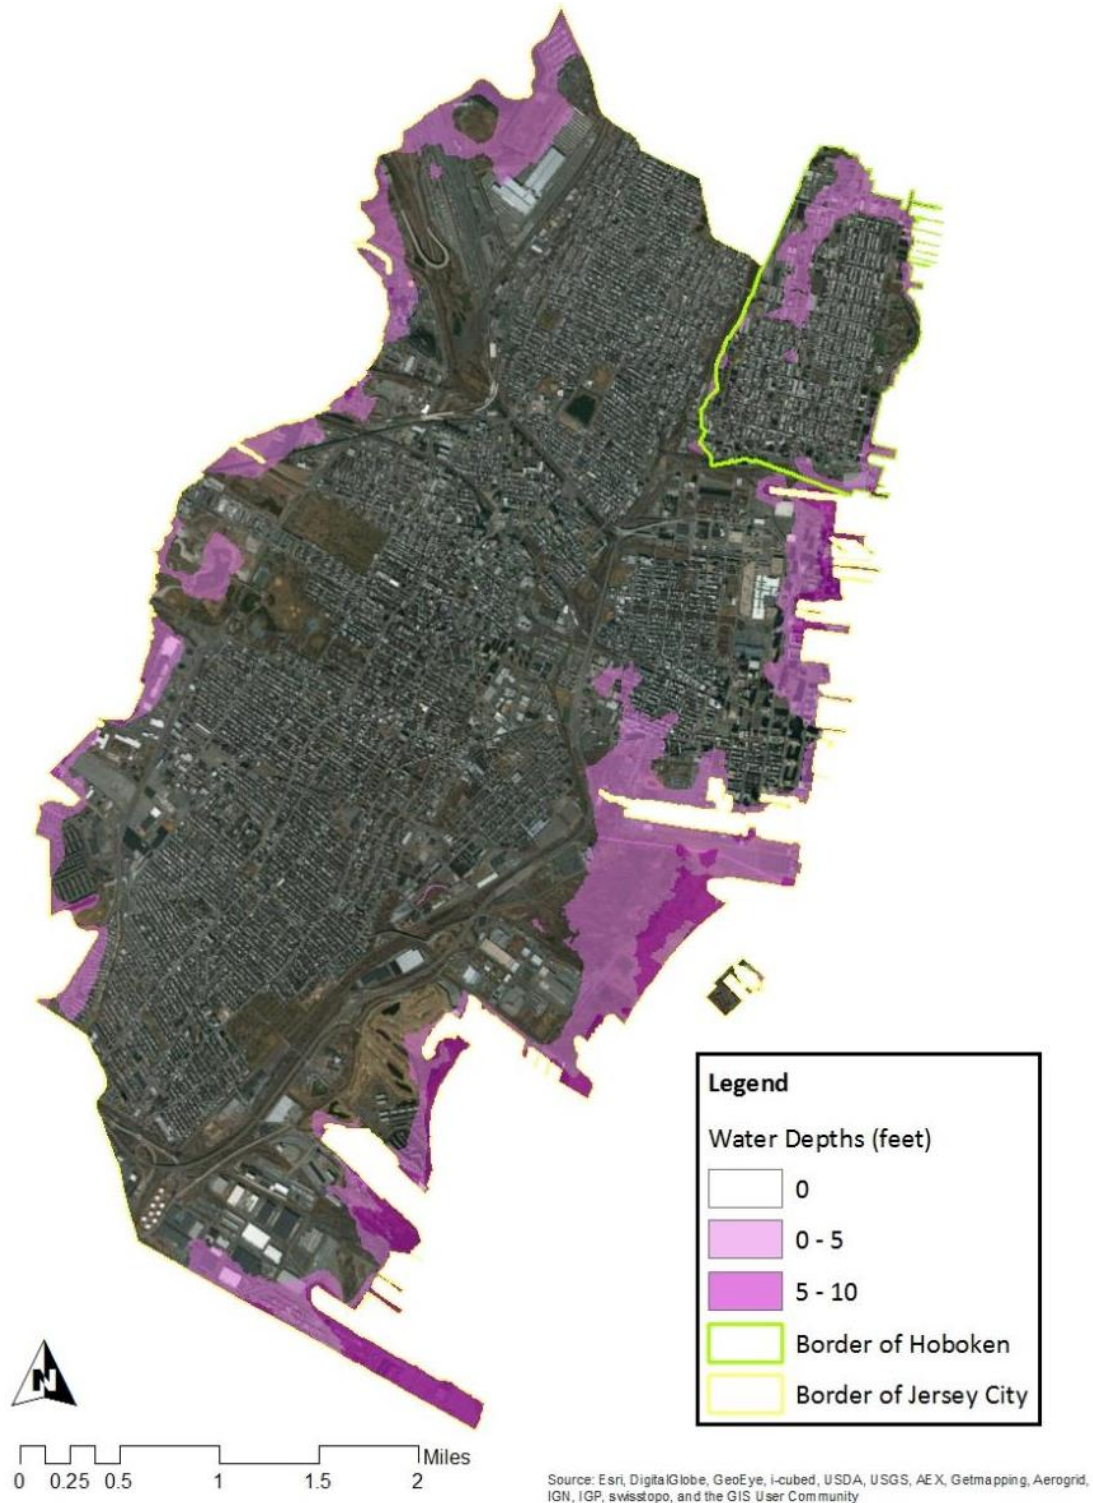 Legend
Water Depths (feet)
0
0 - 5
5 - 10
Border of Hoboken
Border of Jersey City
N
Miles
0 0.25 0.5 1 1.5 2
Source: Esri, DigitalGlobe, GeoEye, i-cubed, USDA, USGS, AEX, Getmapping, Aerogrid,
IGN, IGP, swisstopo, and the GIS User Community